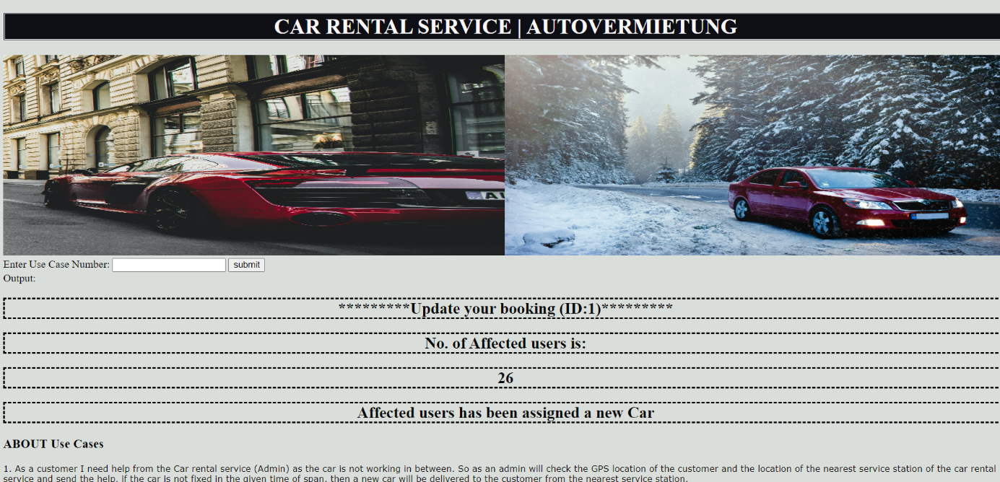 CAR RENTAL SERVICE | AUTOVERMIETUNG
AU
Enter Use Case Number:
submit
Output:
*********Update your booking (ID:1)*********
No. of Affected users is:
26
Affected users has been assigned a new Car
ABOUT Use Cases
1. As a customer I need help from the Car rental service (Admin) as the car is not working in between. So as an admin will check the GPS location of the customer and the location of the nearest service station of the car rental
service and send the help, if the car is not fixed in the given time of span, then a new car will be delivered to the customer from the nearest service station.